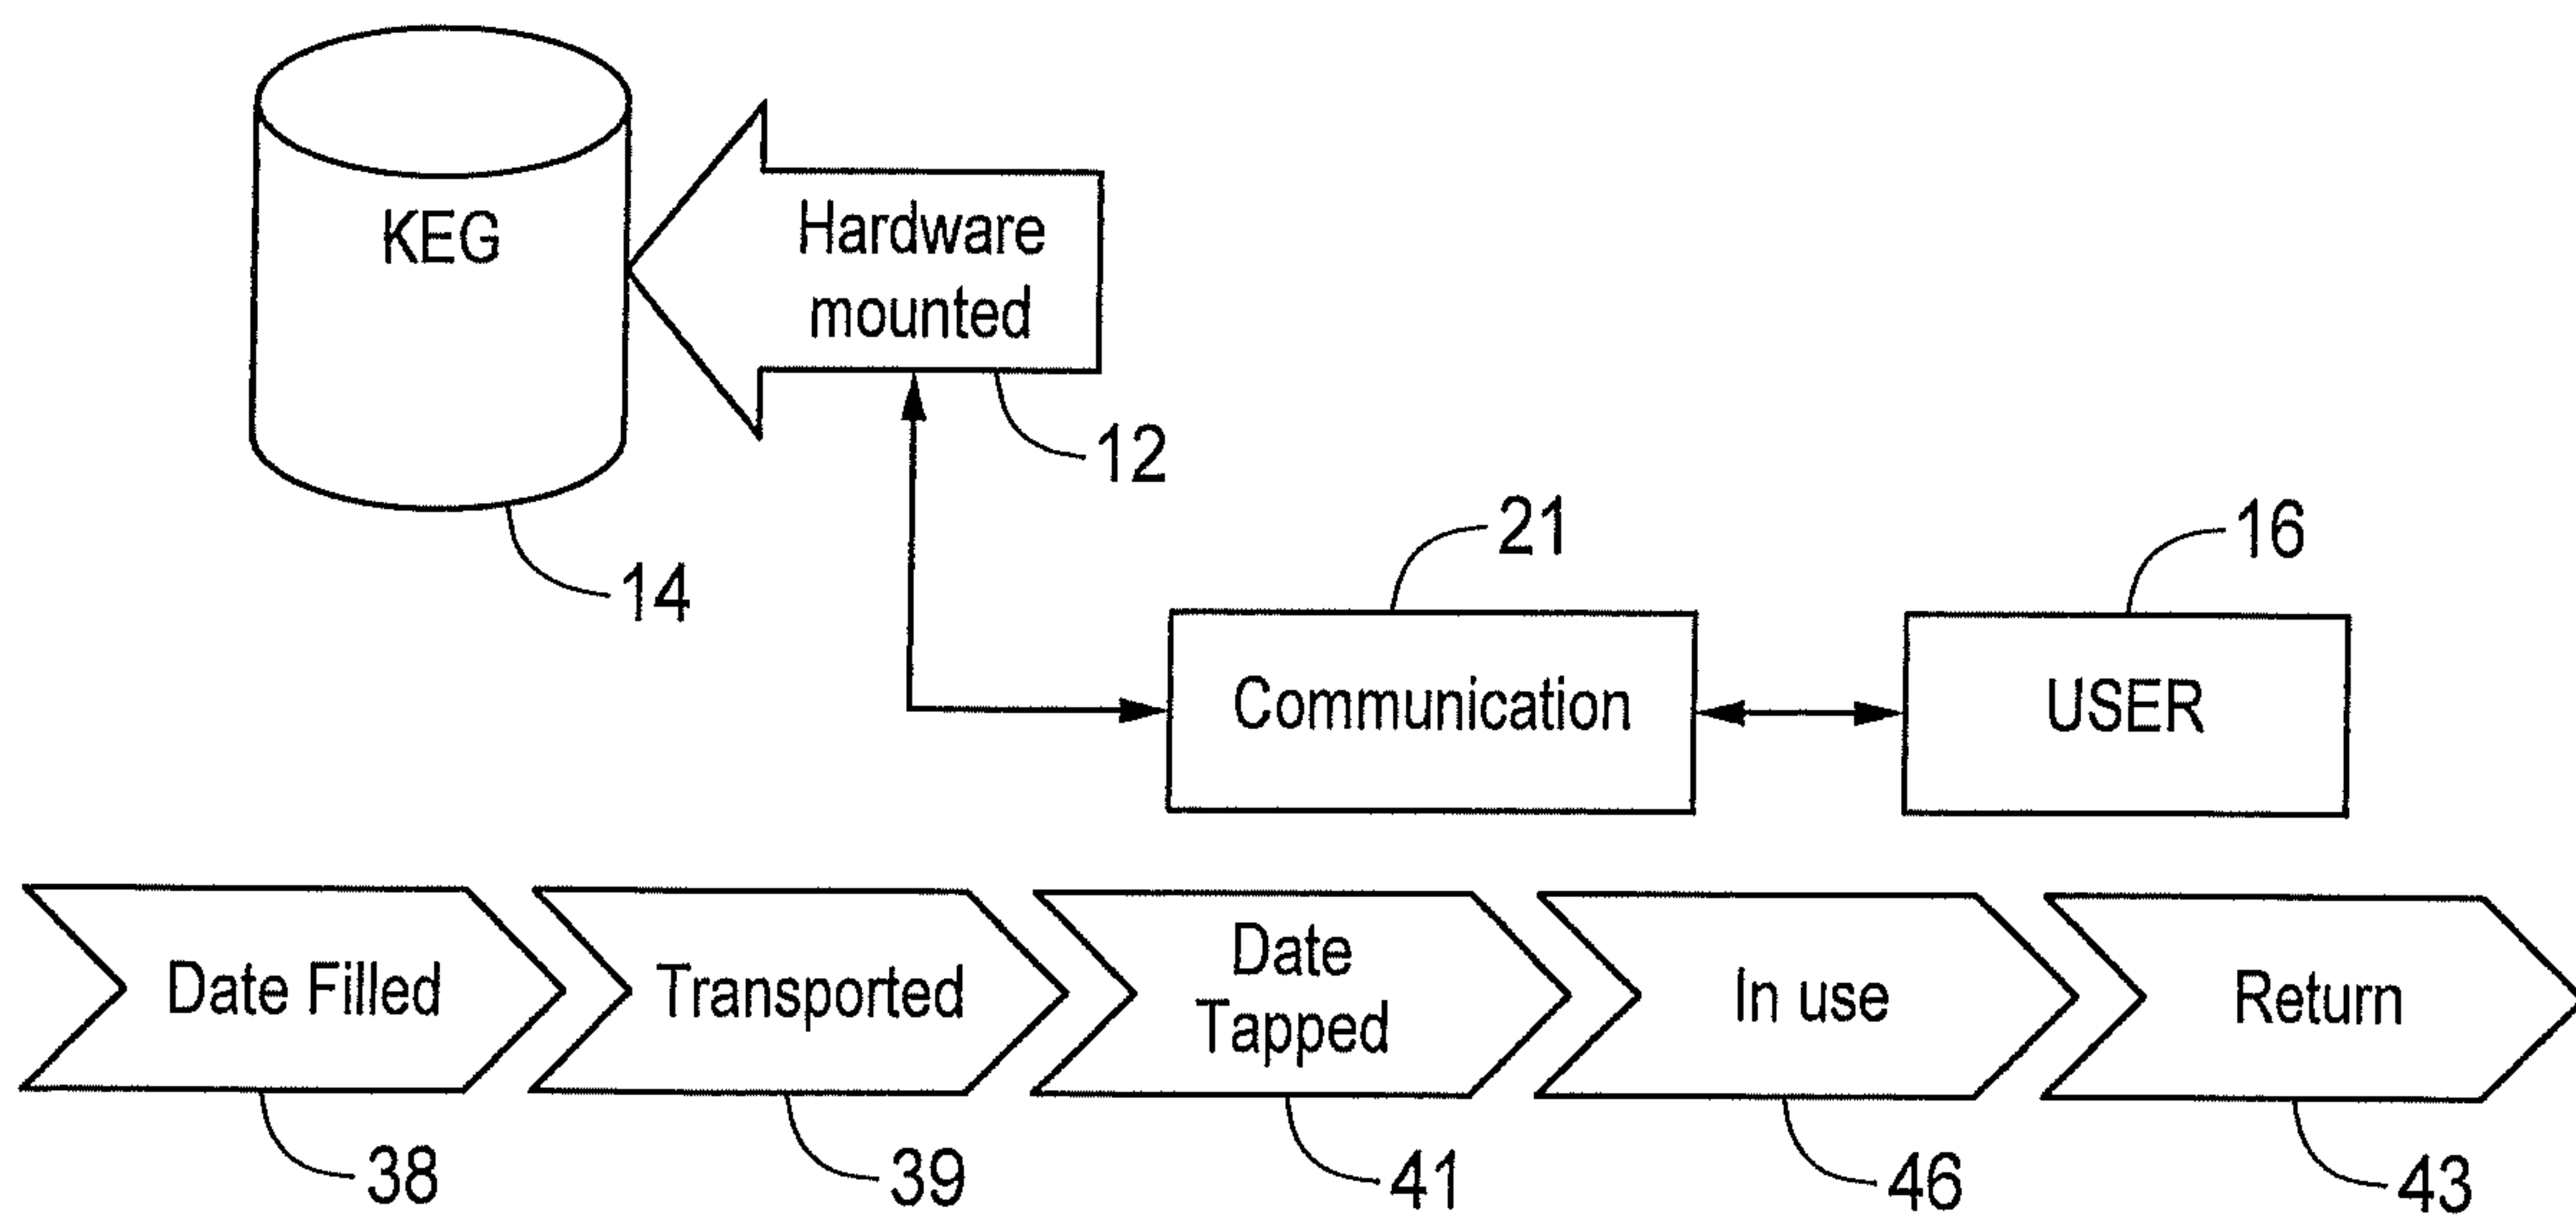 KEG
Hardware
mounted
12
14
21
16
Communication
USER
Date Filled
Transported
Date
Tapped
In use
Return
38
39
41
46
43